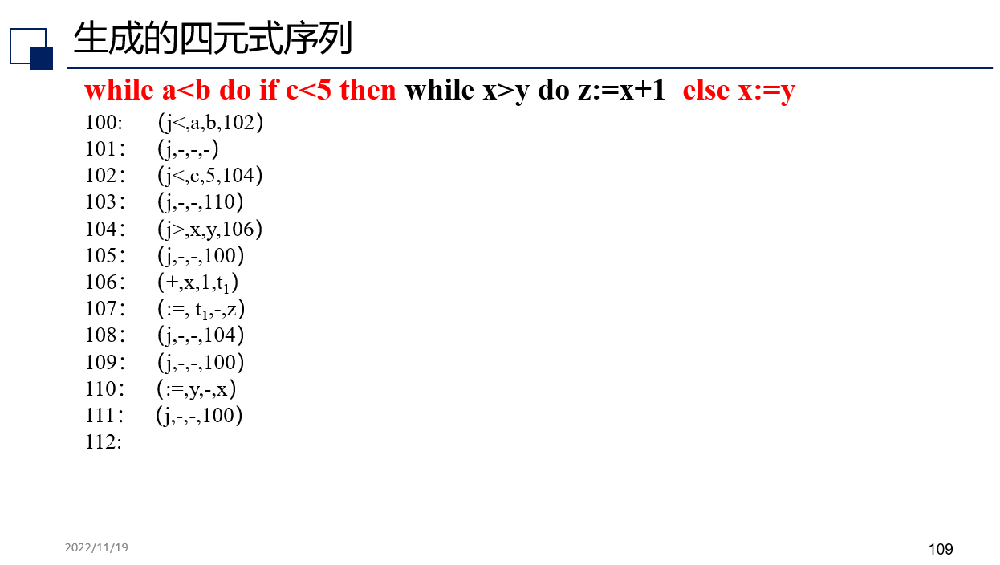 生成的四元式序列
while a<b do if c<5 then while x>y do z:=x+1 else x:=y
100: （j<,a,b,102）
101： （j,-,-,-）
102： （j<,c,5,104）
103： （j,-,-,110）
104： （j>,x,y,106）
105： （j,-,-,100）
106： （+,x,1,t₁）
107： （:=, t₁,-,z）
108： （j,-,-,104）
109： （j,-,-,100）
110： （:=,y,-,x）
111： （j,-,-,100）
112:
2022/11/19
109